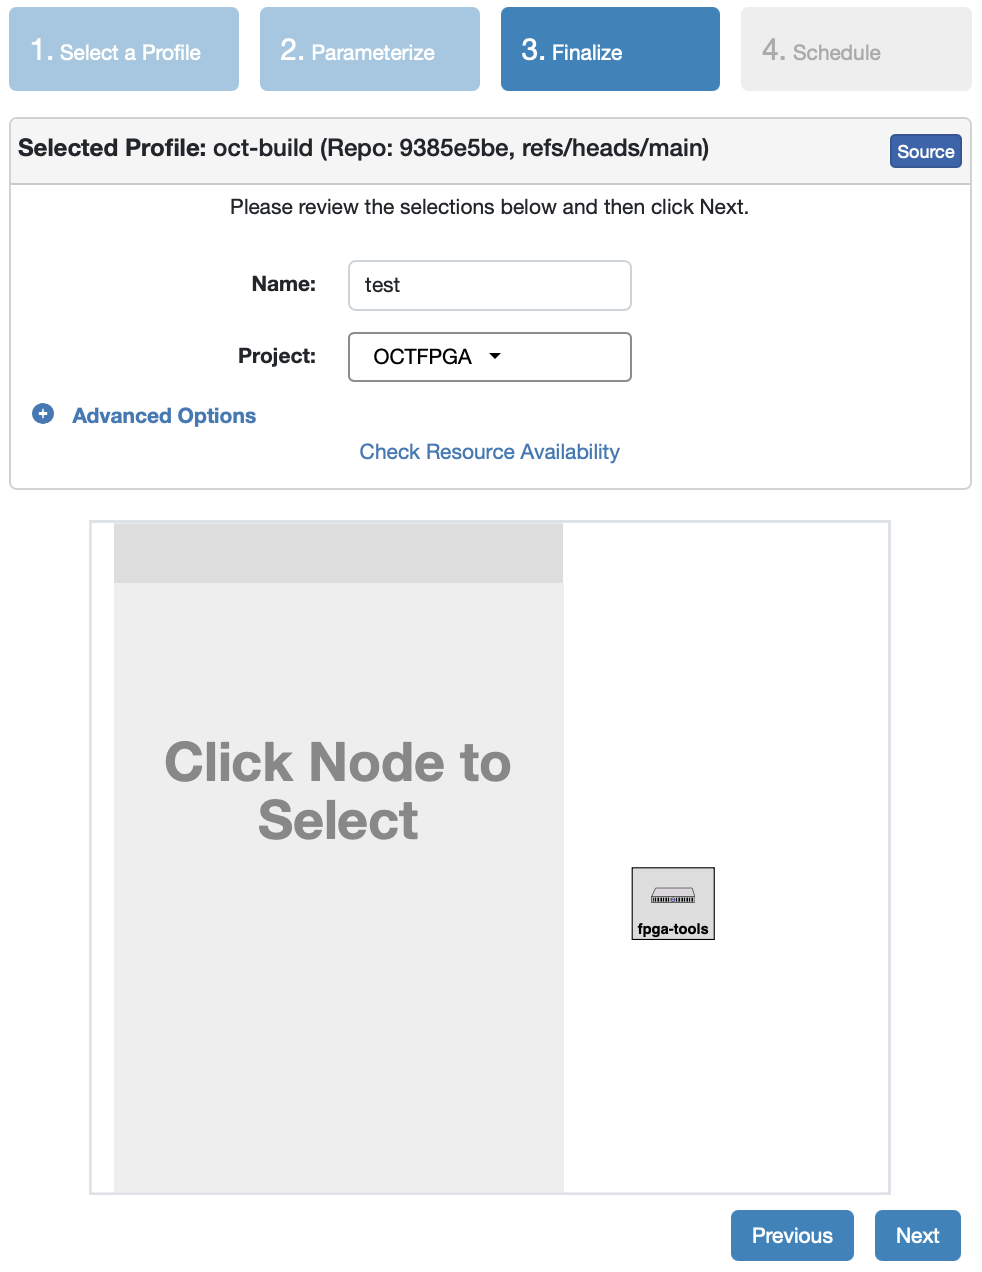 1. Select a Profile
2. Parameterize
3. Finalize
4. Schedule
Selected Profile: oct-build (Repo: 9385e5be, refs/heads/main)
Source
Please review the selections below and then click Next.
Name:
test
Project:
OCTFPGA
Advanced Options
Check Resource Availability
Click Node to
Select
fpga-tools
Previous
Next